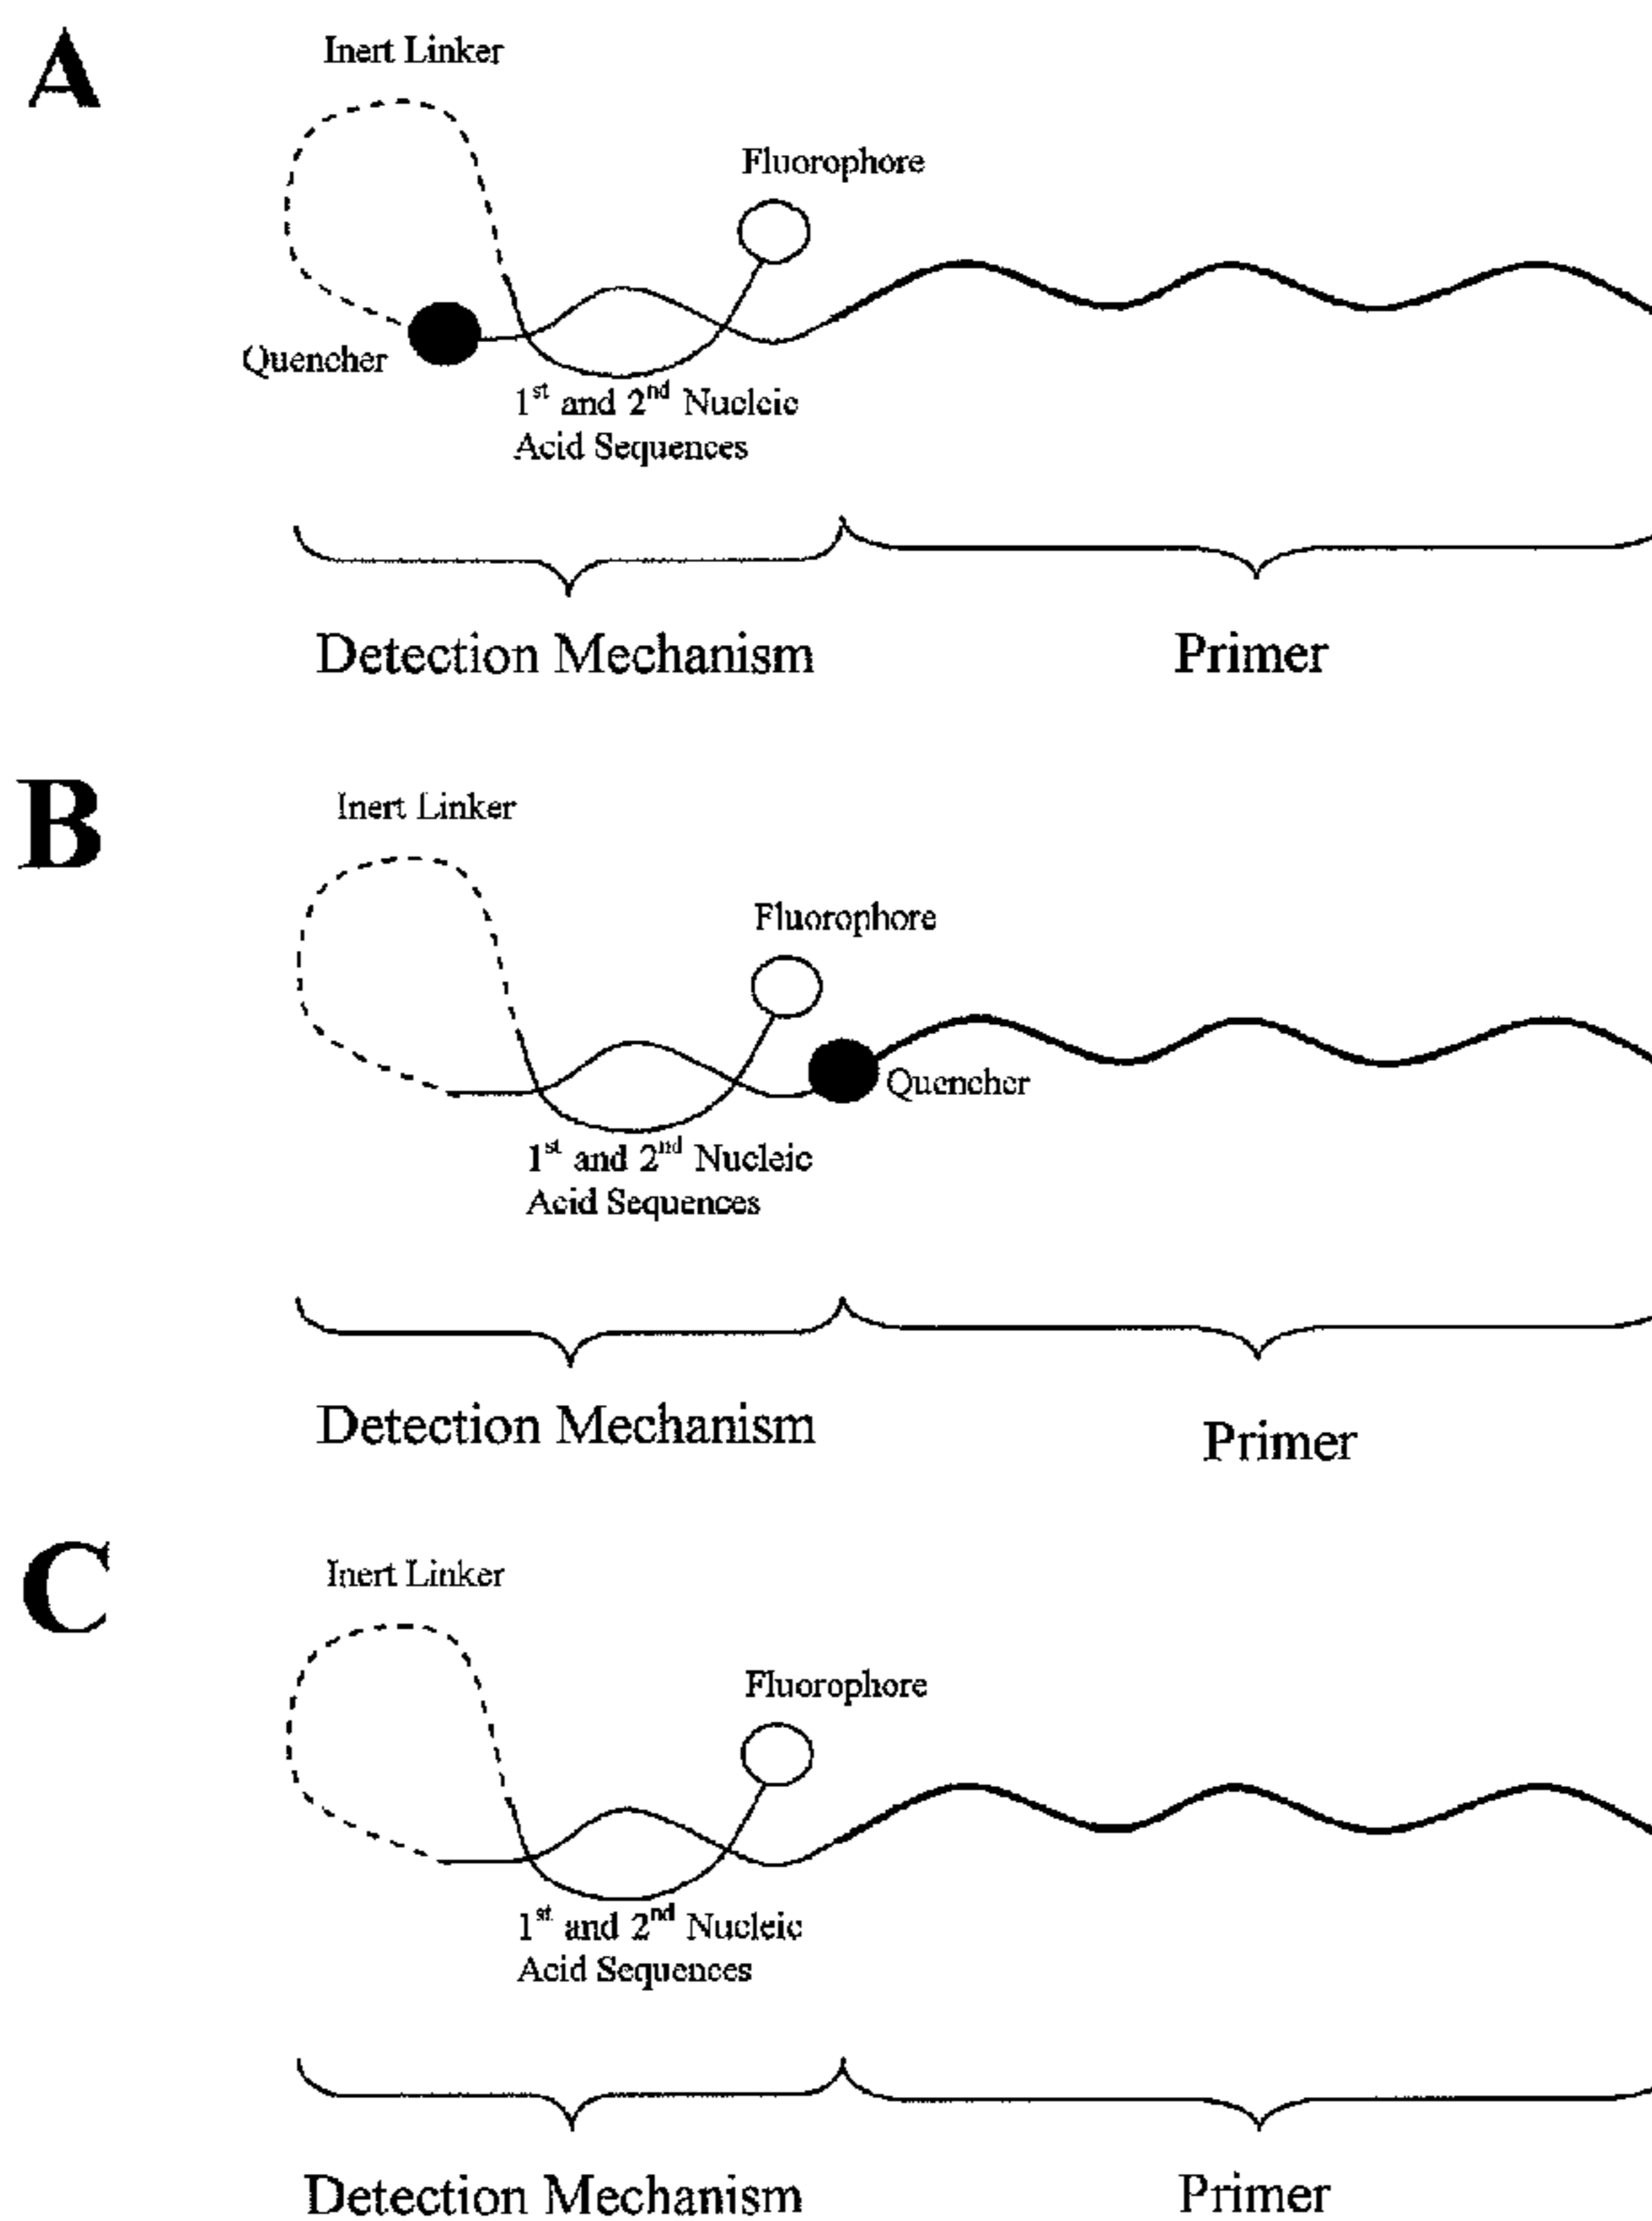 A
Inert Linker
Fluorophore
Quencher
1st and 2nd Nucleic
Acid Sequences
Detection Mechanism
Primer
B
Inert Linker
Fluorophore
Quencher
1st and 2nd Nucleic
Acid Sequences
Detection Mechanism
Primer
C
Inert Linker
Fluorophore
1st and 2nd Nucleic
Acid Sequences
Detection Mechanism
Primer